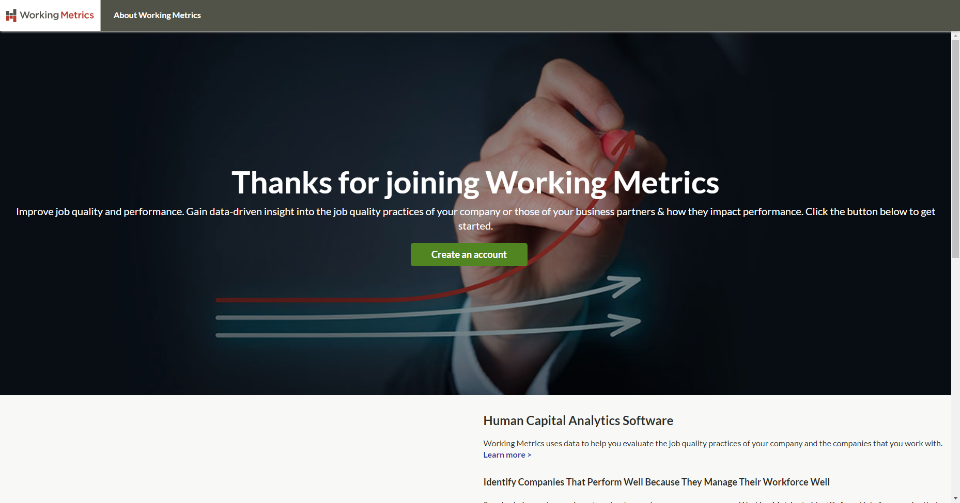 Working Metrics
About Working Metrics
Thanks for joining Working Metrics
Improve job quality and performance. Gain data-driven insight into the job quality practices of your company or those of your business partners & how they impact performance. Click the button below to get
started.
Create an account
Human Capital Analytics Software
Working Metrics uses data to help you evaluate the job quality practices of your company and the companies that you work with.
Learn more >
Identify Companies That Perform Well Because They Manage Their Workforce Well